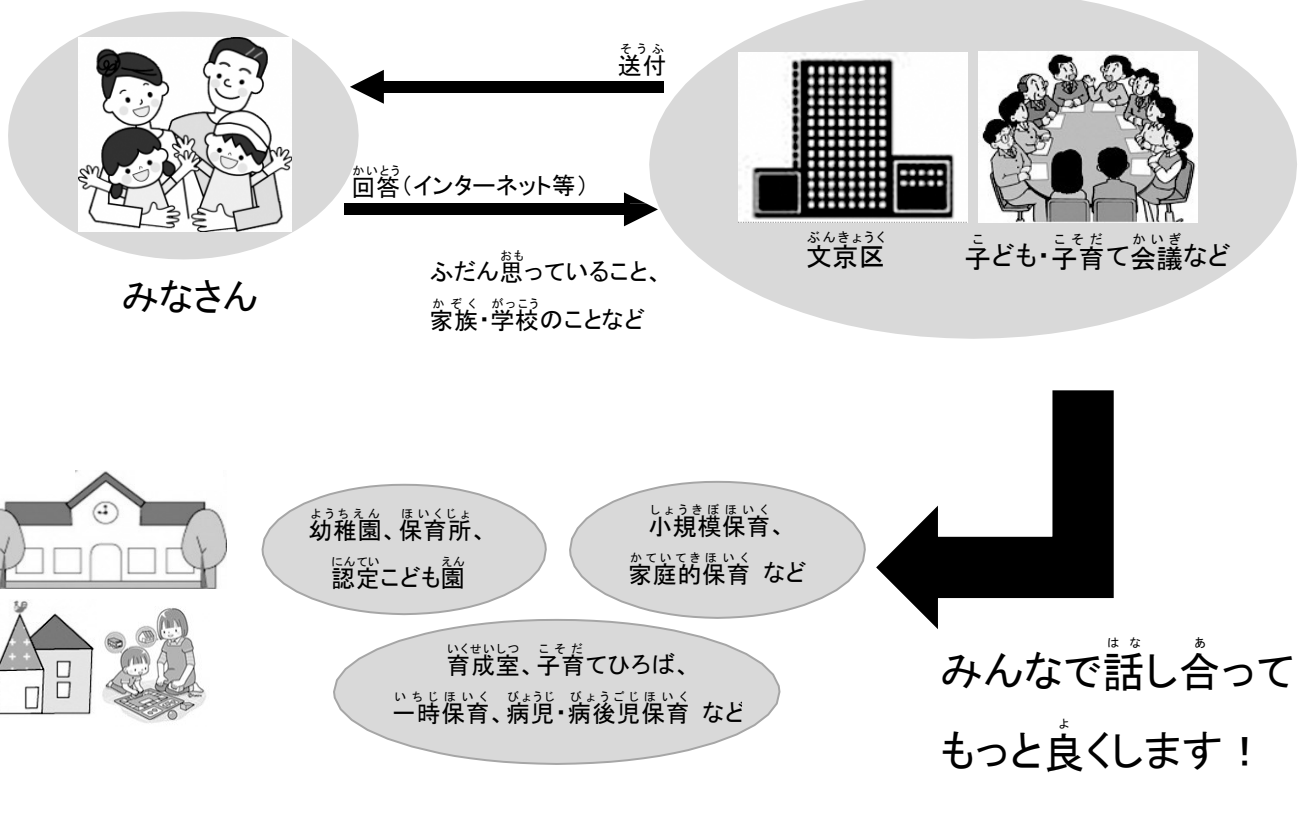 送付
回答(インターネット等)
ふだん思っていること、
家族・学校のことなど
みなさん
文京区
子ども・子育て会議など
幼稚園、保育所、
認定こども園
小規模保育、
家庭的保育 など
育成室、子育てひろば、
一時保育、病児・病後児保育 など
みんなで話し合って
もっと良くします!